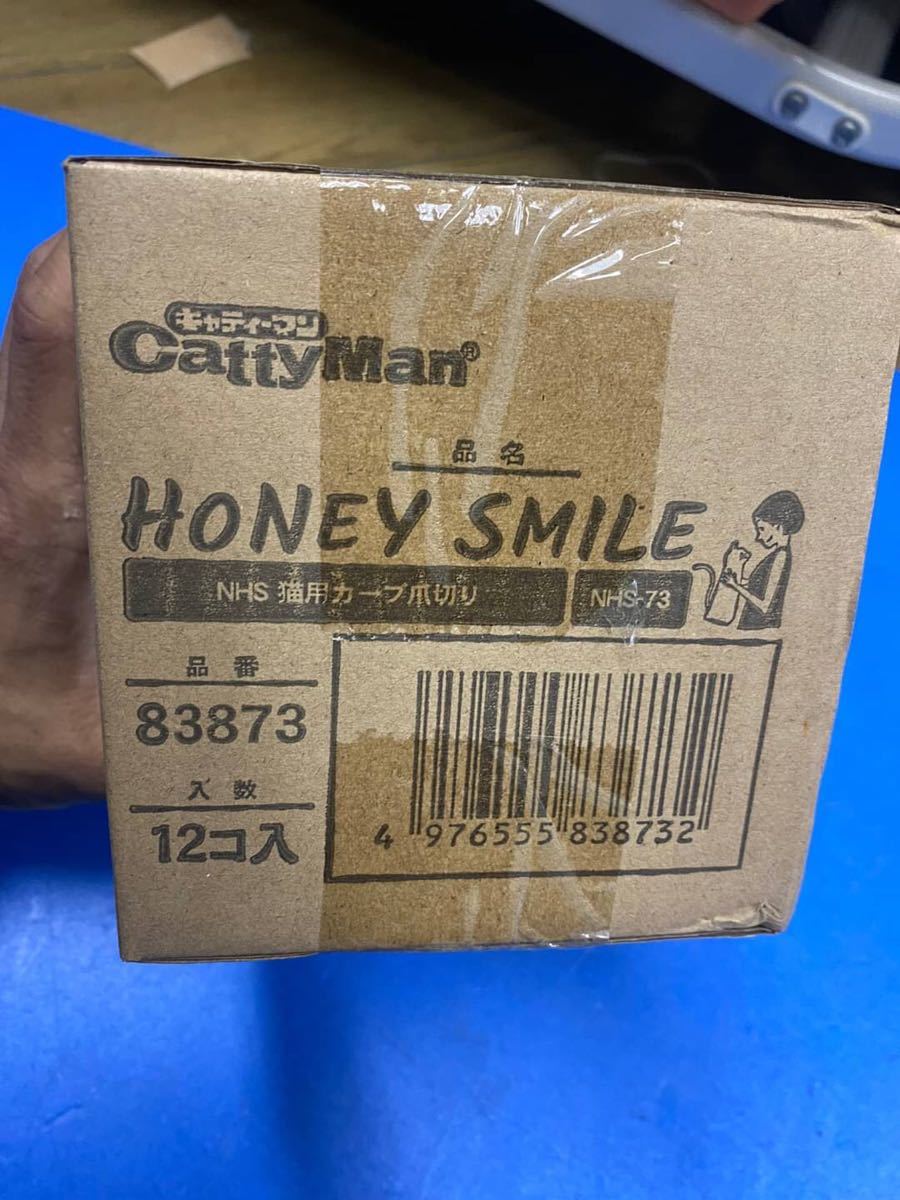 キャティーマン
CattyMan®
品名
HONEY SMILE
NHS 猫用カーブ爪切り NHS-73
品番
83873
入数
12コ入
4 976555 838732